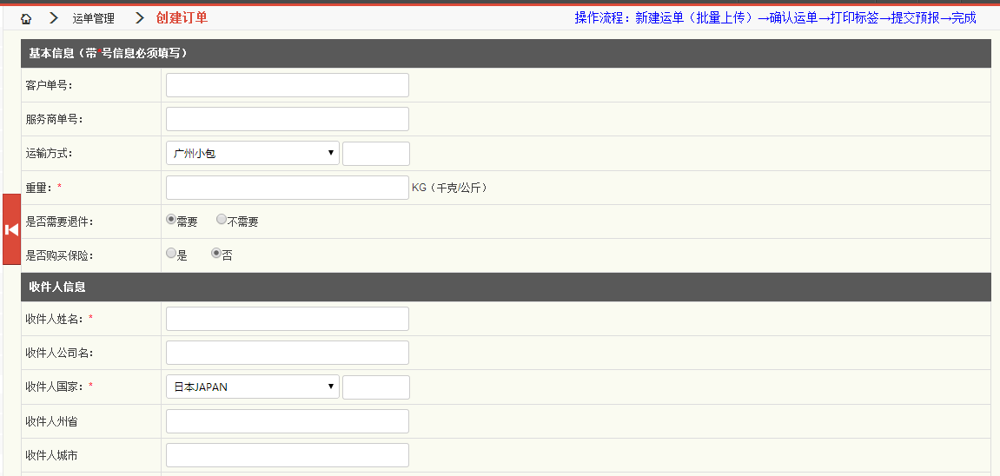 运单管理 创建订单 操作流程：新建运单（批量上传）→确认运单→打印标签→提交预报→完成
基本信息（带*号信息必须填写）
客户单号：
服务商单号：
运输方式： 广州小包
重量：* KG（千克/公斤）
是否需要退件： 需要 不需要
是否购买保险： 是 否
收件人信息
收件人姓名：*
收件人公司名：
收件人国家：* 日本JAPAN
收件人州省
收件人城市